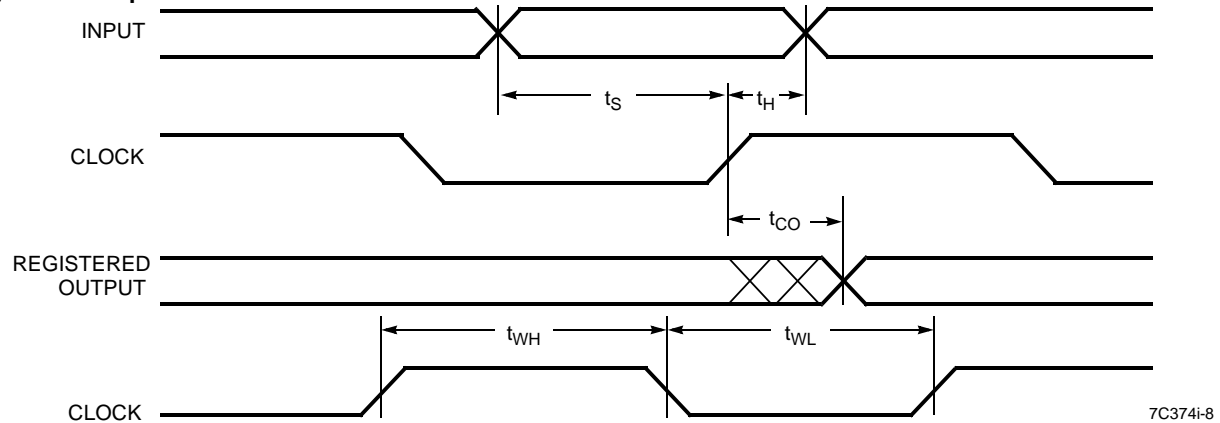 INPUT
tS
tH
CLOCK
tCO
REGISTERED
OUTPUT
tWH
tWL
CLOCK
7C374i-8